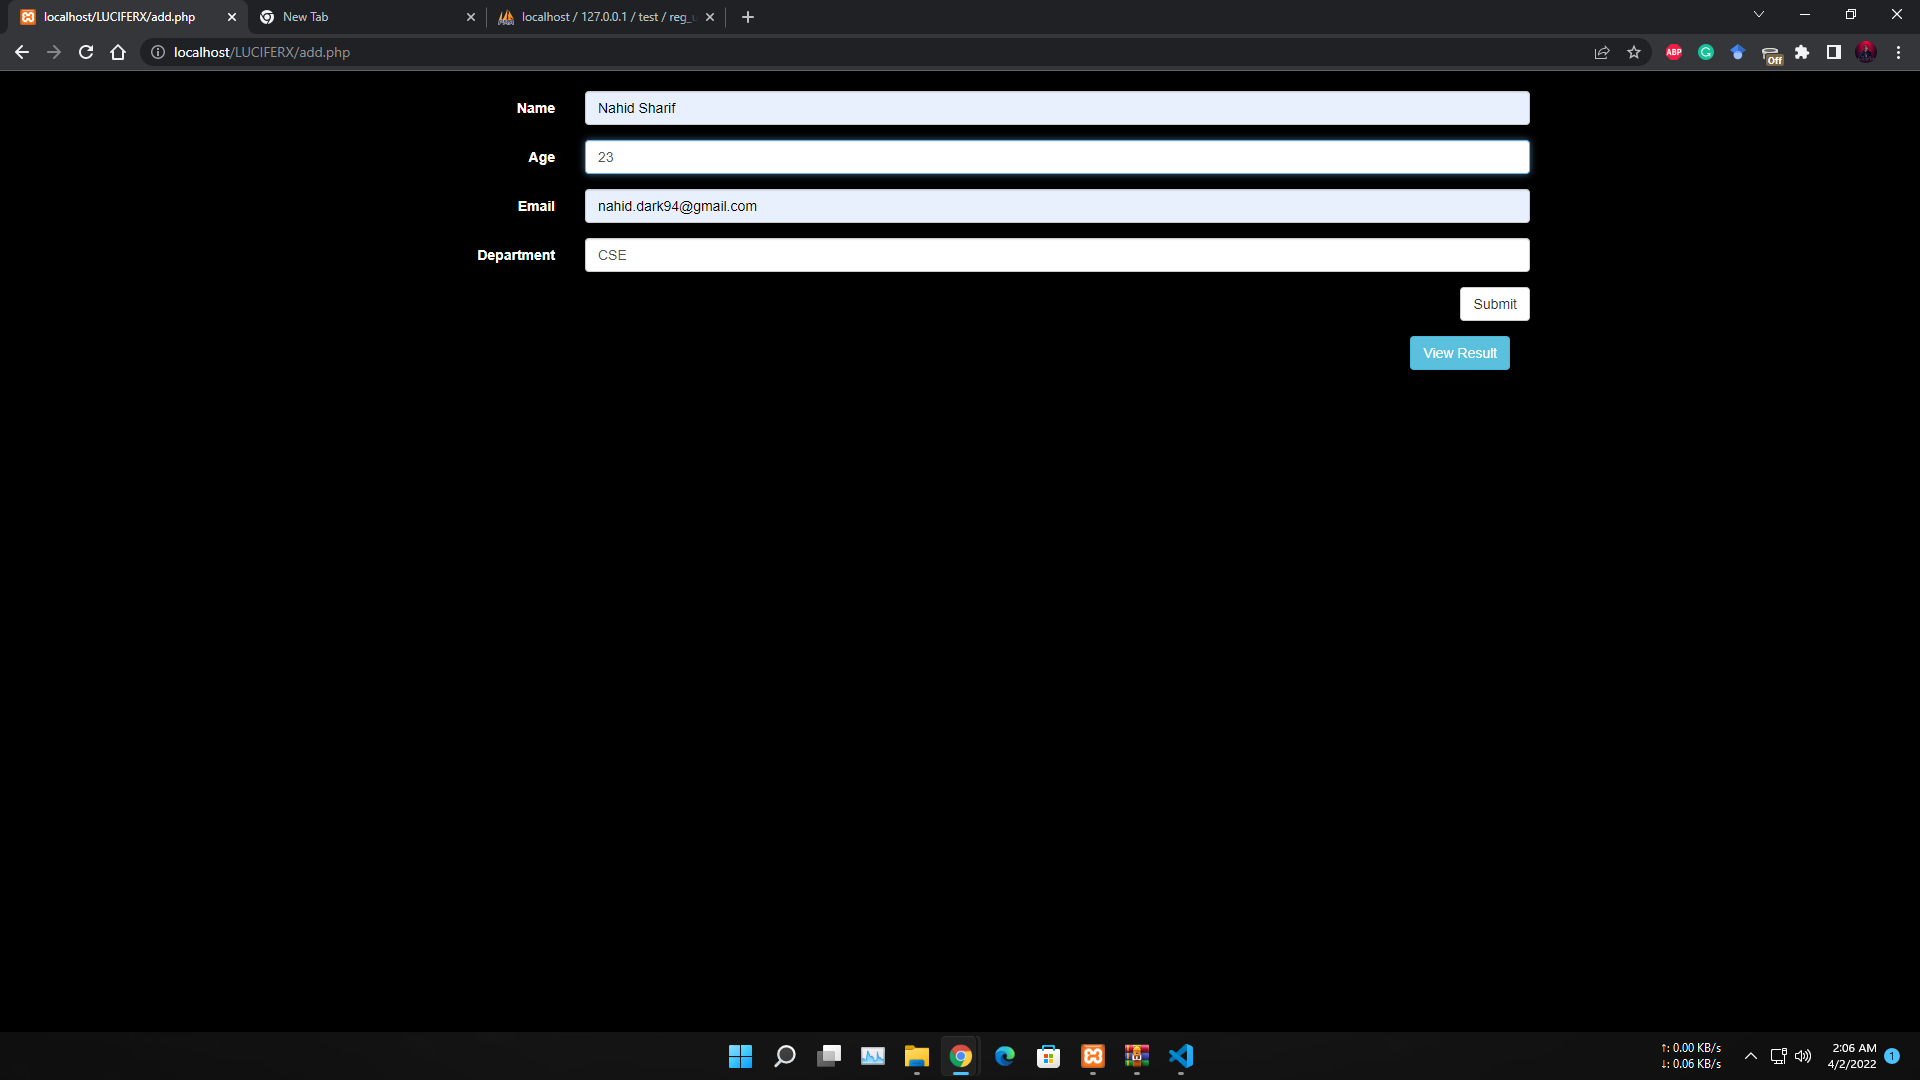 localhost/LUCIFERX/add.php
New Tab
localhost / 127.0.0.1 / test / reg_
localhost/LUCIFERX/add.php
ABP
Off
Name Nahid Sharif
Age 23
Email nahid.dark94@gmail.com
Department CSE
Submit
View Result
↑: 0.00 KB/s
↓: 0.06 KB/s
2:06 AM
4/2/2022
1